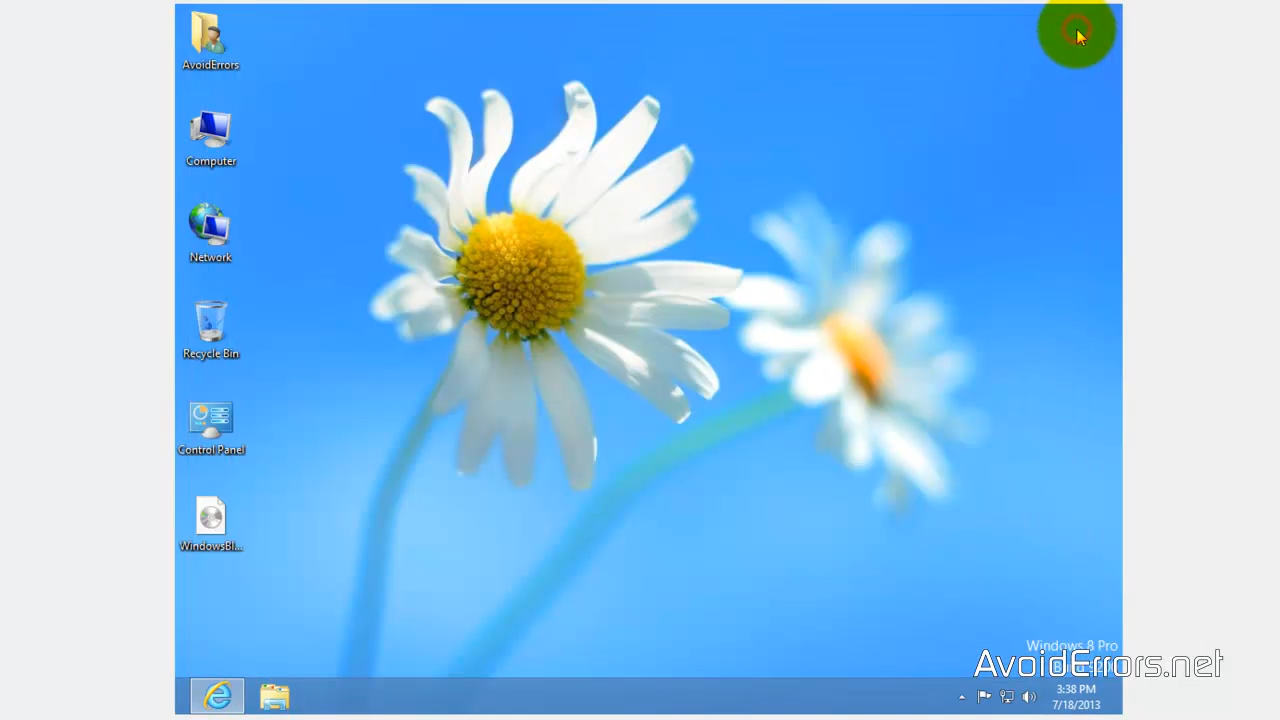 AvoidErrors
Computer
Network
Recycle Bin
Control Panel
WindowsBl...
Windows 8 Pro
AvoidErrors.net
3:38 PM
7/18/2013